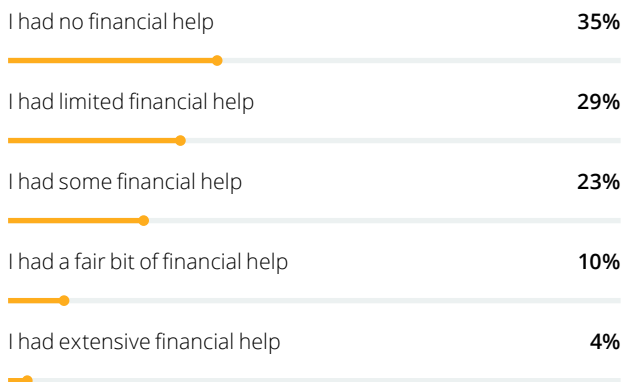 I had no financial help 35%
I had limited financial help 29%
I had some financial help 23%
I had a fair bit of financial help 10%
I had extensive financial help 4%